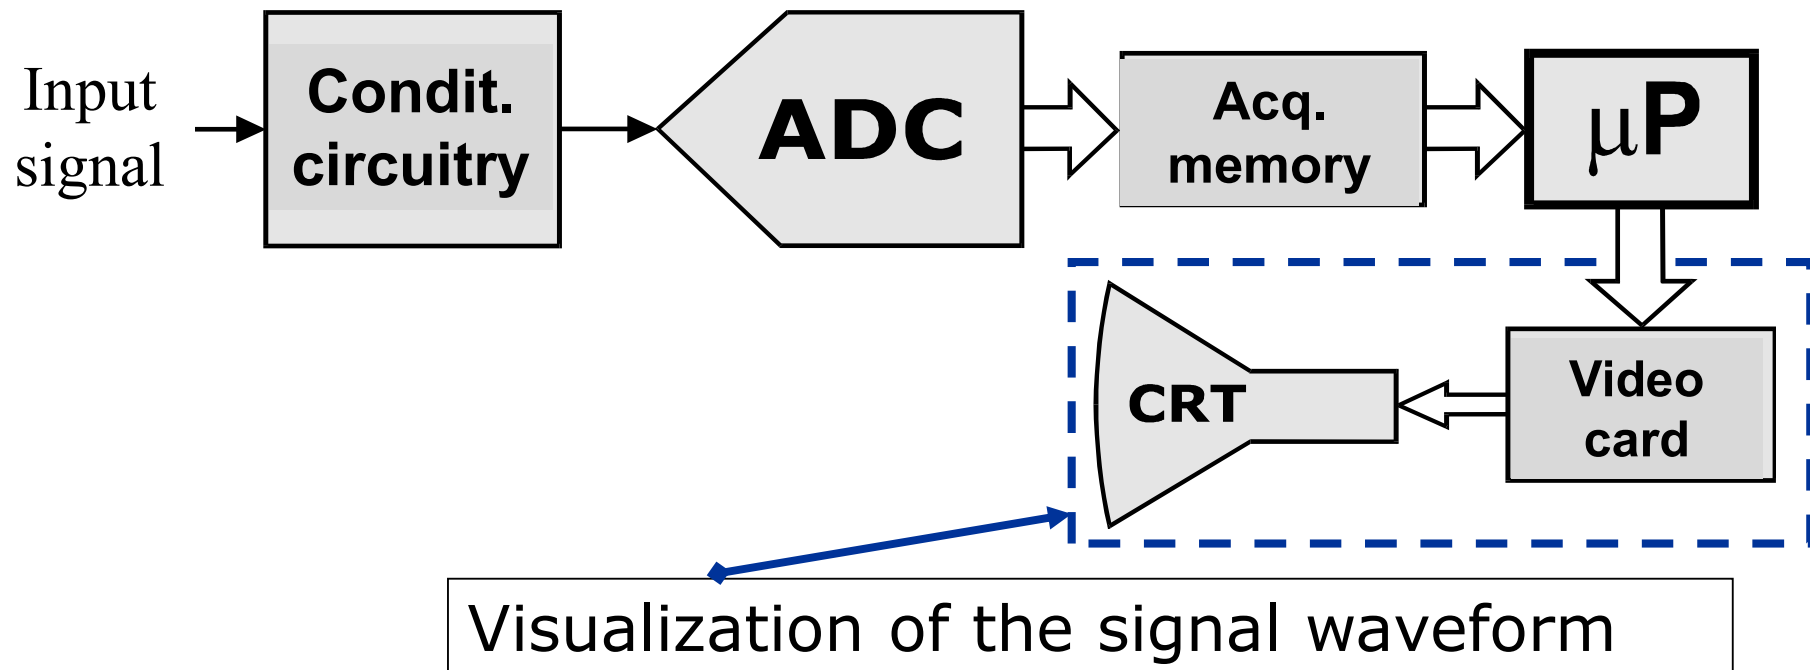 Input
signal
Condit.
circuitry
ADC
Acq.
memory
μP
CRT
Video
card
Visualization of the signal waveform